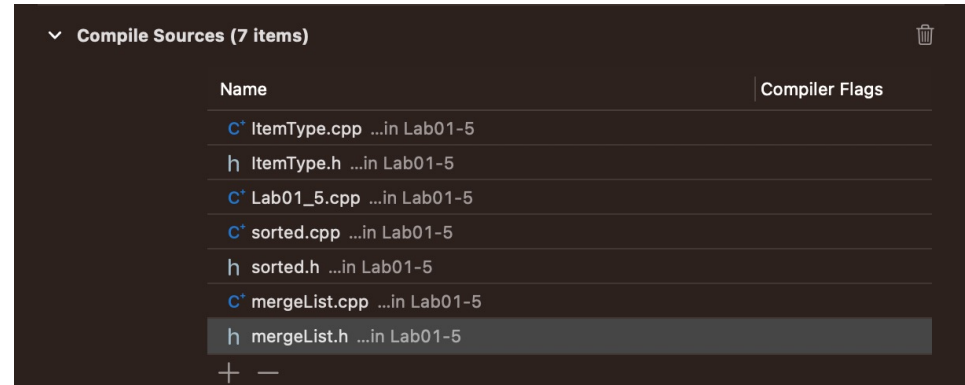 Compile Sources (7 items)
Name Compiler Flags
C+ ItemType.cpp ...in Lab01-5
h ItemType.h ...in Lab01-5
C+ Lab01_5.cpp ...in Lab01-5
C+ sorted.cpp ...in Lab01-5
h sorted.h ...in Lab01-5
C+ mergeList.cpp ...in Lab01-5
h mergeList.h ...in Lab01-5